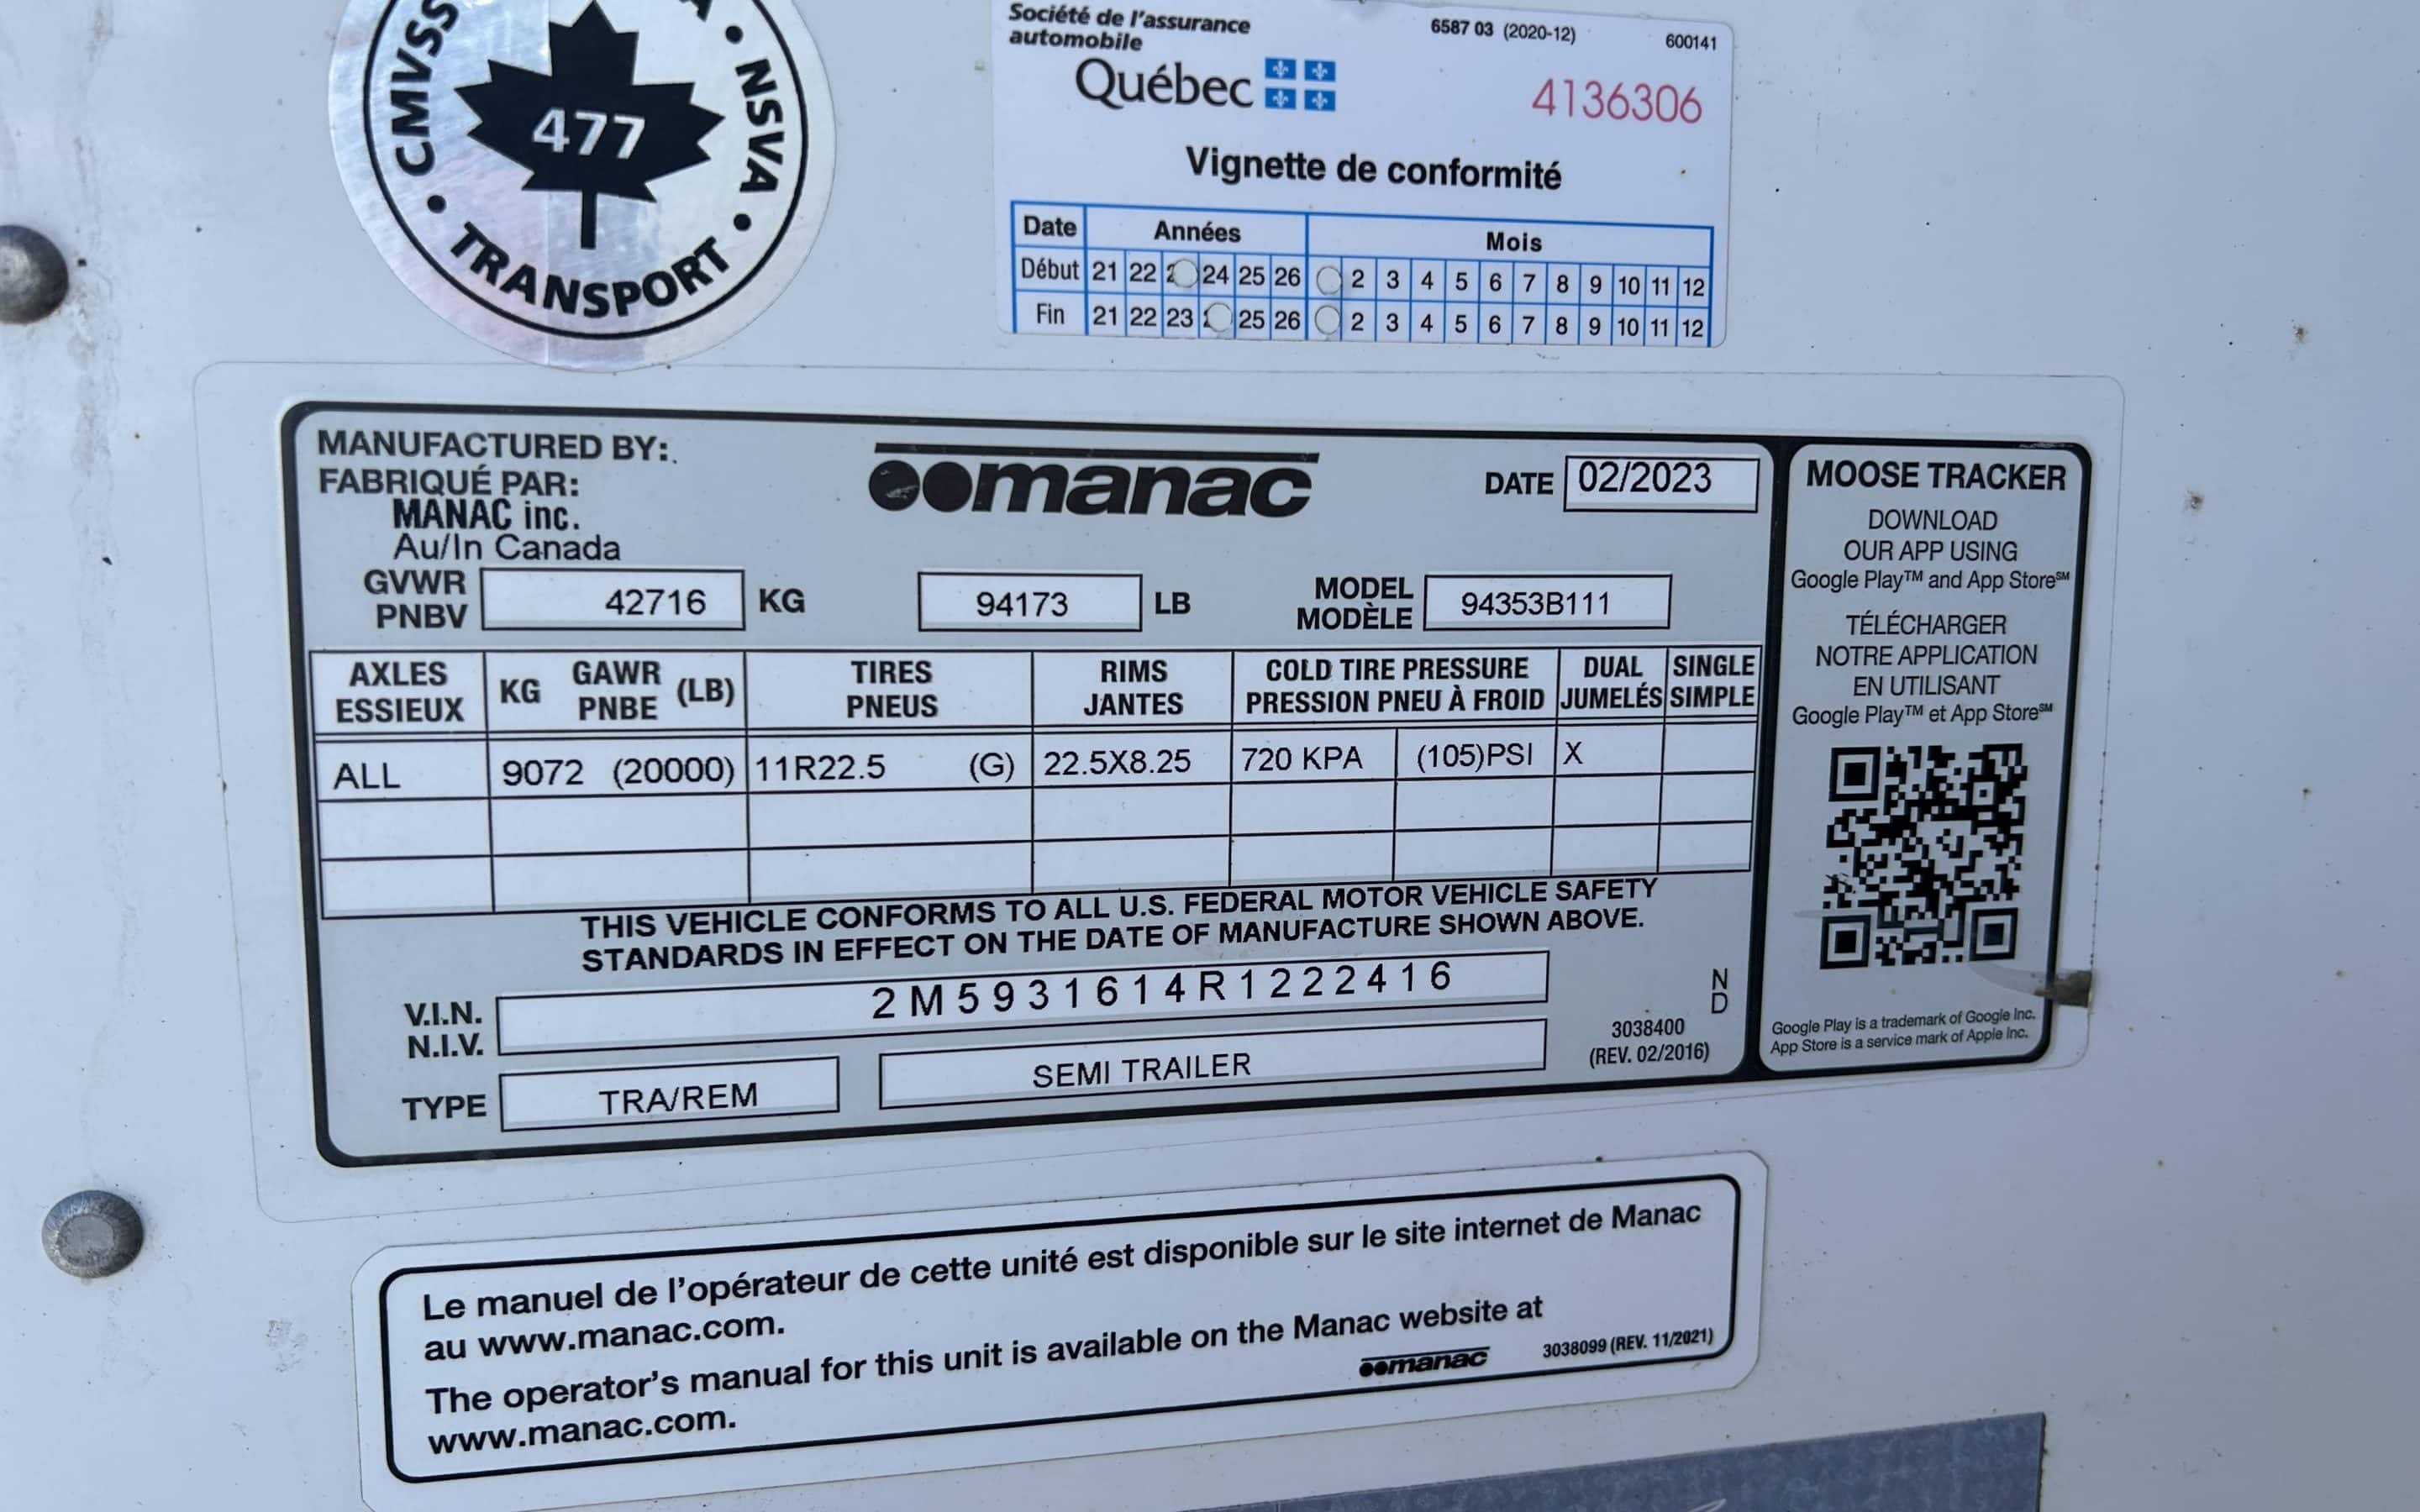 CMVSS
NSVA
477
TRANSPORT
Société de l'assurance
automobile
6587 03 (2020-12)
600141
Québec
4136306
Vignette de conformité
Date Années Mois
Début 21 22 24 25 26 2 3 4 5 6 7 8 9 10 11 12
Fin 21 22 23 25 26 2 3 4 5 6 7 8 9 10 11 12
MANUFACTURED BY:
FABRIQUÉ PAR:
MANAC inc.
Au/In Canada
manac
DATE 02/2023
GVWR
PNBV
42716 KG
94173 LB
MODEL
MODÈLE
94353B111
AXLES
ESSIEUX
KG GAWR (LB)
PNBE
TIRES
PNEUS
RIMS
JANTES
COLD TIRE PRESSURE
PRESSION PNEU À FROID
DUAL
JUMELÉS
SINGLE
SIMPLE
ALL 9072 (20000) 11R22.5 (G) 22.5X8.25 720 KPA (105)PSI X
THIS VEHICLE CONFORMS TO ALL U.S. FEDERAL MOTOR VEHICLE SAFETY
STANDARDS IN EFFECT ON THE DATE OF MANUFACTURE SHOWN ABOVE.
V.I.N.
N.I.V.
2M5931614R1222416
N
D
3038400
(REV. 02/2016)
TYPE TRA/REM SEMI TRAILER
MOOSE TRACKER
DOWNLOAD
OUR APP USING
Google Play™ and App Store℠
TÉLÉCHARGER
NOTRE APPLICATION
EN UTILISANT
Google Play™ et App Store℠
Google Play is a trademark of Google Inc.
App Store is a service mark of Apple Inc.
Le manuel de l'opérateur de cette unité est disponible sur le site internet de Manac
au www.manac.com.
The operator's manual for this unit is available on the Manac website at
www.manac.com.
manac
3038099 (REV. 11/2021)